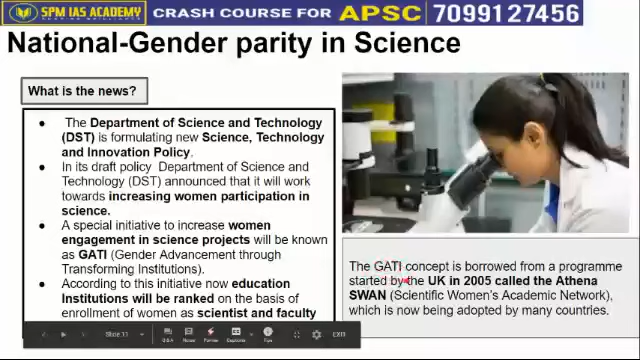 SPM IAS ACADEMY
CRASH COURSE FOR APSC 7099127456
National-Gender parity in Science
What is the news?
● The Department of Science and Technology
(DST) is formulating new Science, Technology
and Innovation Policy.
● In its draft policy Department of Science and
Technology (DST) announced that it will work
towards increasing women participation in
science.
● A special initiative to increase women
engagement in science projects will be known
as GATI (Gender Advancement through
Transforming Institutions).
● According to this initiative now education
Institutions will be ranked on the basis of
enrollment of women as scientist and faculty
The GATI concept is borrowed from a programme
started by the UK in 2005 called the Athena
SWAN (Scientific Women's Academic Network),
which is now being adopted by many countries.
Slide 11
Q&A
Notes
Pointer
Captions
Tips
EXIT